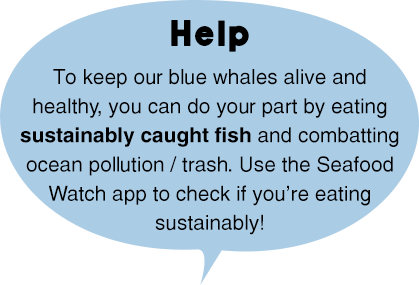 Help
To keep our blue whales alive and
healthy, you can do your part by eating
sustainably caught fish and combatting
ocean pollution / trash. Use the Seafood
Watch app to check if you're eating
sustainably!